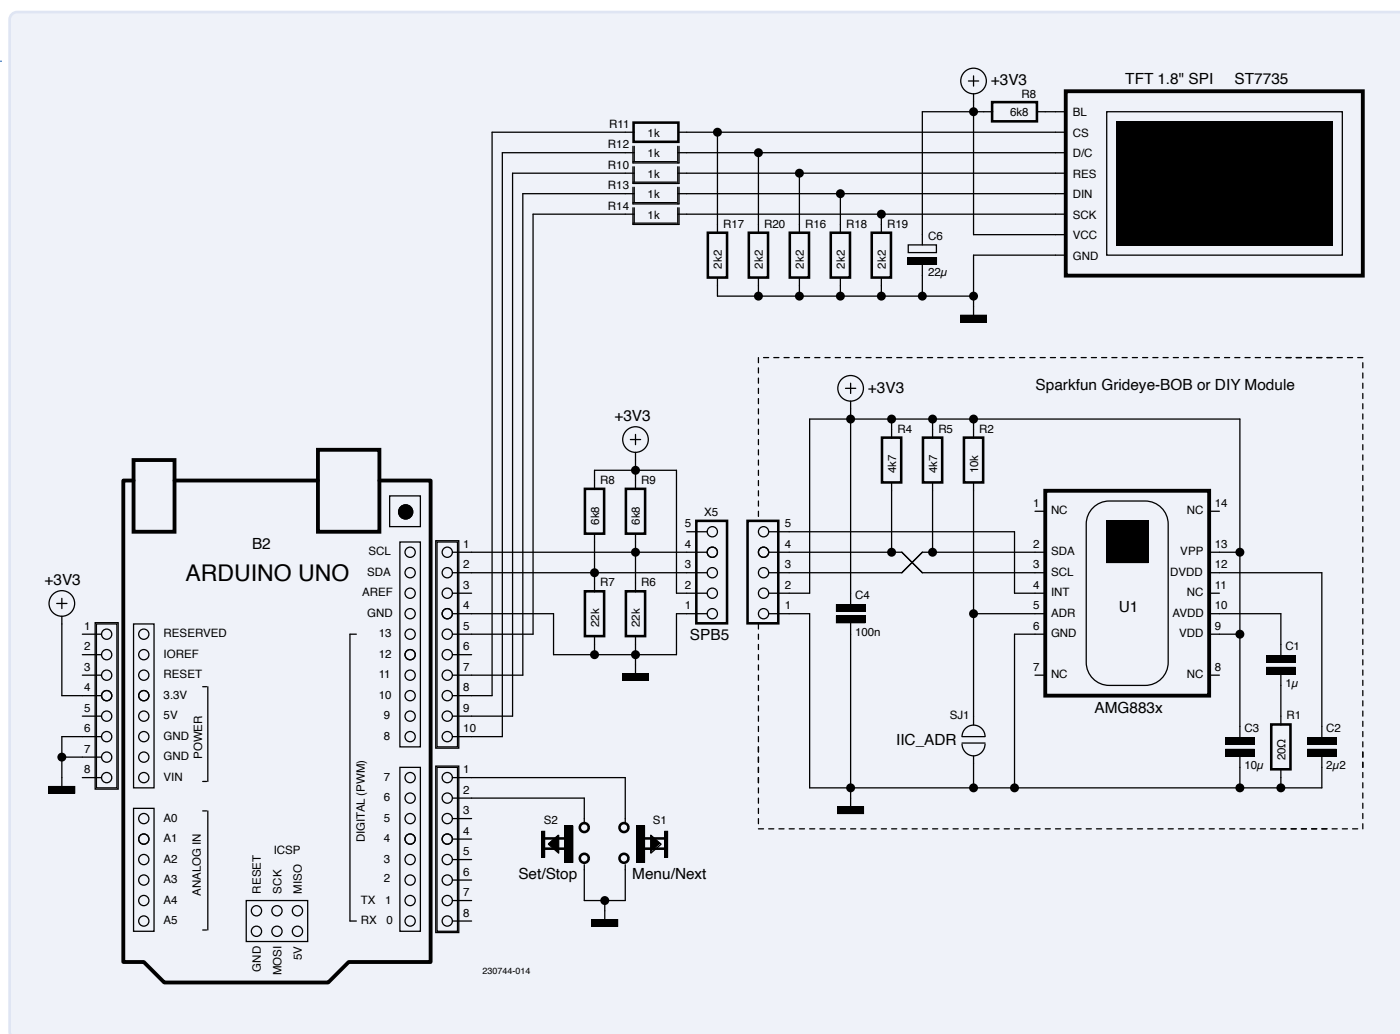 TFT 1.8" SPI ST7735
+3V3
R8
6k8
BL
CS
D/C
RES
DIN
SCK
VCC
GND
R11
1k
R12
1k
R10
1k
R13
1k
R14
1k
R17
2k2
R20
2k2
R16
2k2
R18
2k2
R19
2k2
C6
22µ
Sparkfun Grideye-BOB or DIY Module
+3V3
R4
4k7
R5
4k7
R2
10k
+3V3
R8
6k8
R9
6k8
R7
22k
R6
22k
X5
5
4
3
2
1
SPB5
5
4
3
2
1
C4
100n
1 NC
2 SDA
3 SCL
4 INT
5 ADR
6 GND
7 NC
NC 14
VPP 13
DVDD 12
NC 11
AVDD 10
VDD 9
NC 8
U1
AMG883x
SJ1
IIC_ADR
C1
1µ
R1
20Ω
C3
10µ
C2
2µ2
B2
ARDUINO UNO
+3V3
1 RESERVED
2 IOREF
3 RESET
4 3.3V
5 5V
6 GND
7 GND
8 VIN
POWER
A0
A1
A2
A3
A4
A5
ANALOG IN
SCL 1
SDA 2
AREF 3
GND 4
13 5
12 6
11 7
10 8
9 9
8 10
DIGITAL (PWM)
7 1
6 2
5 3
4 4
3 5
2 6
TX 1 7
RX 0 8
ICSP
RESET
SCK
MISO
GND
MOSI
5V
S2
Set/Stop
S1
Menu/Next
230744-014